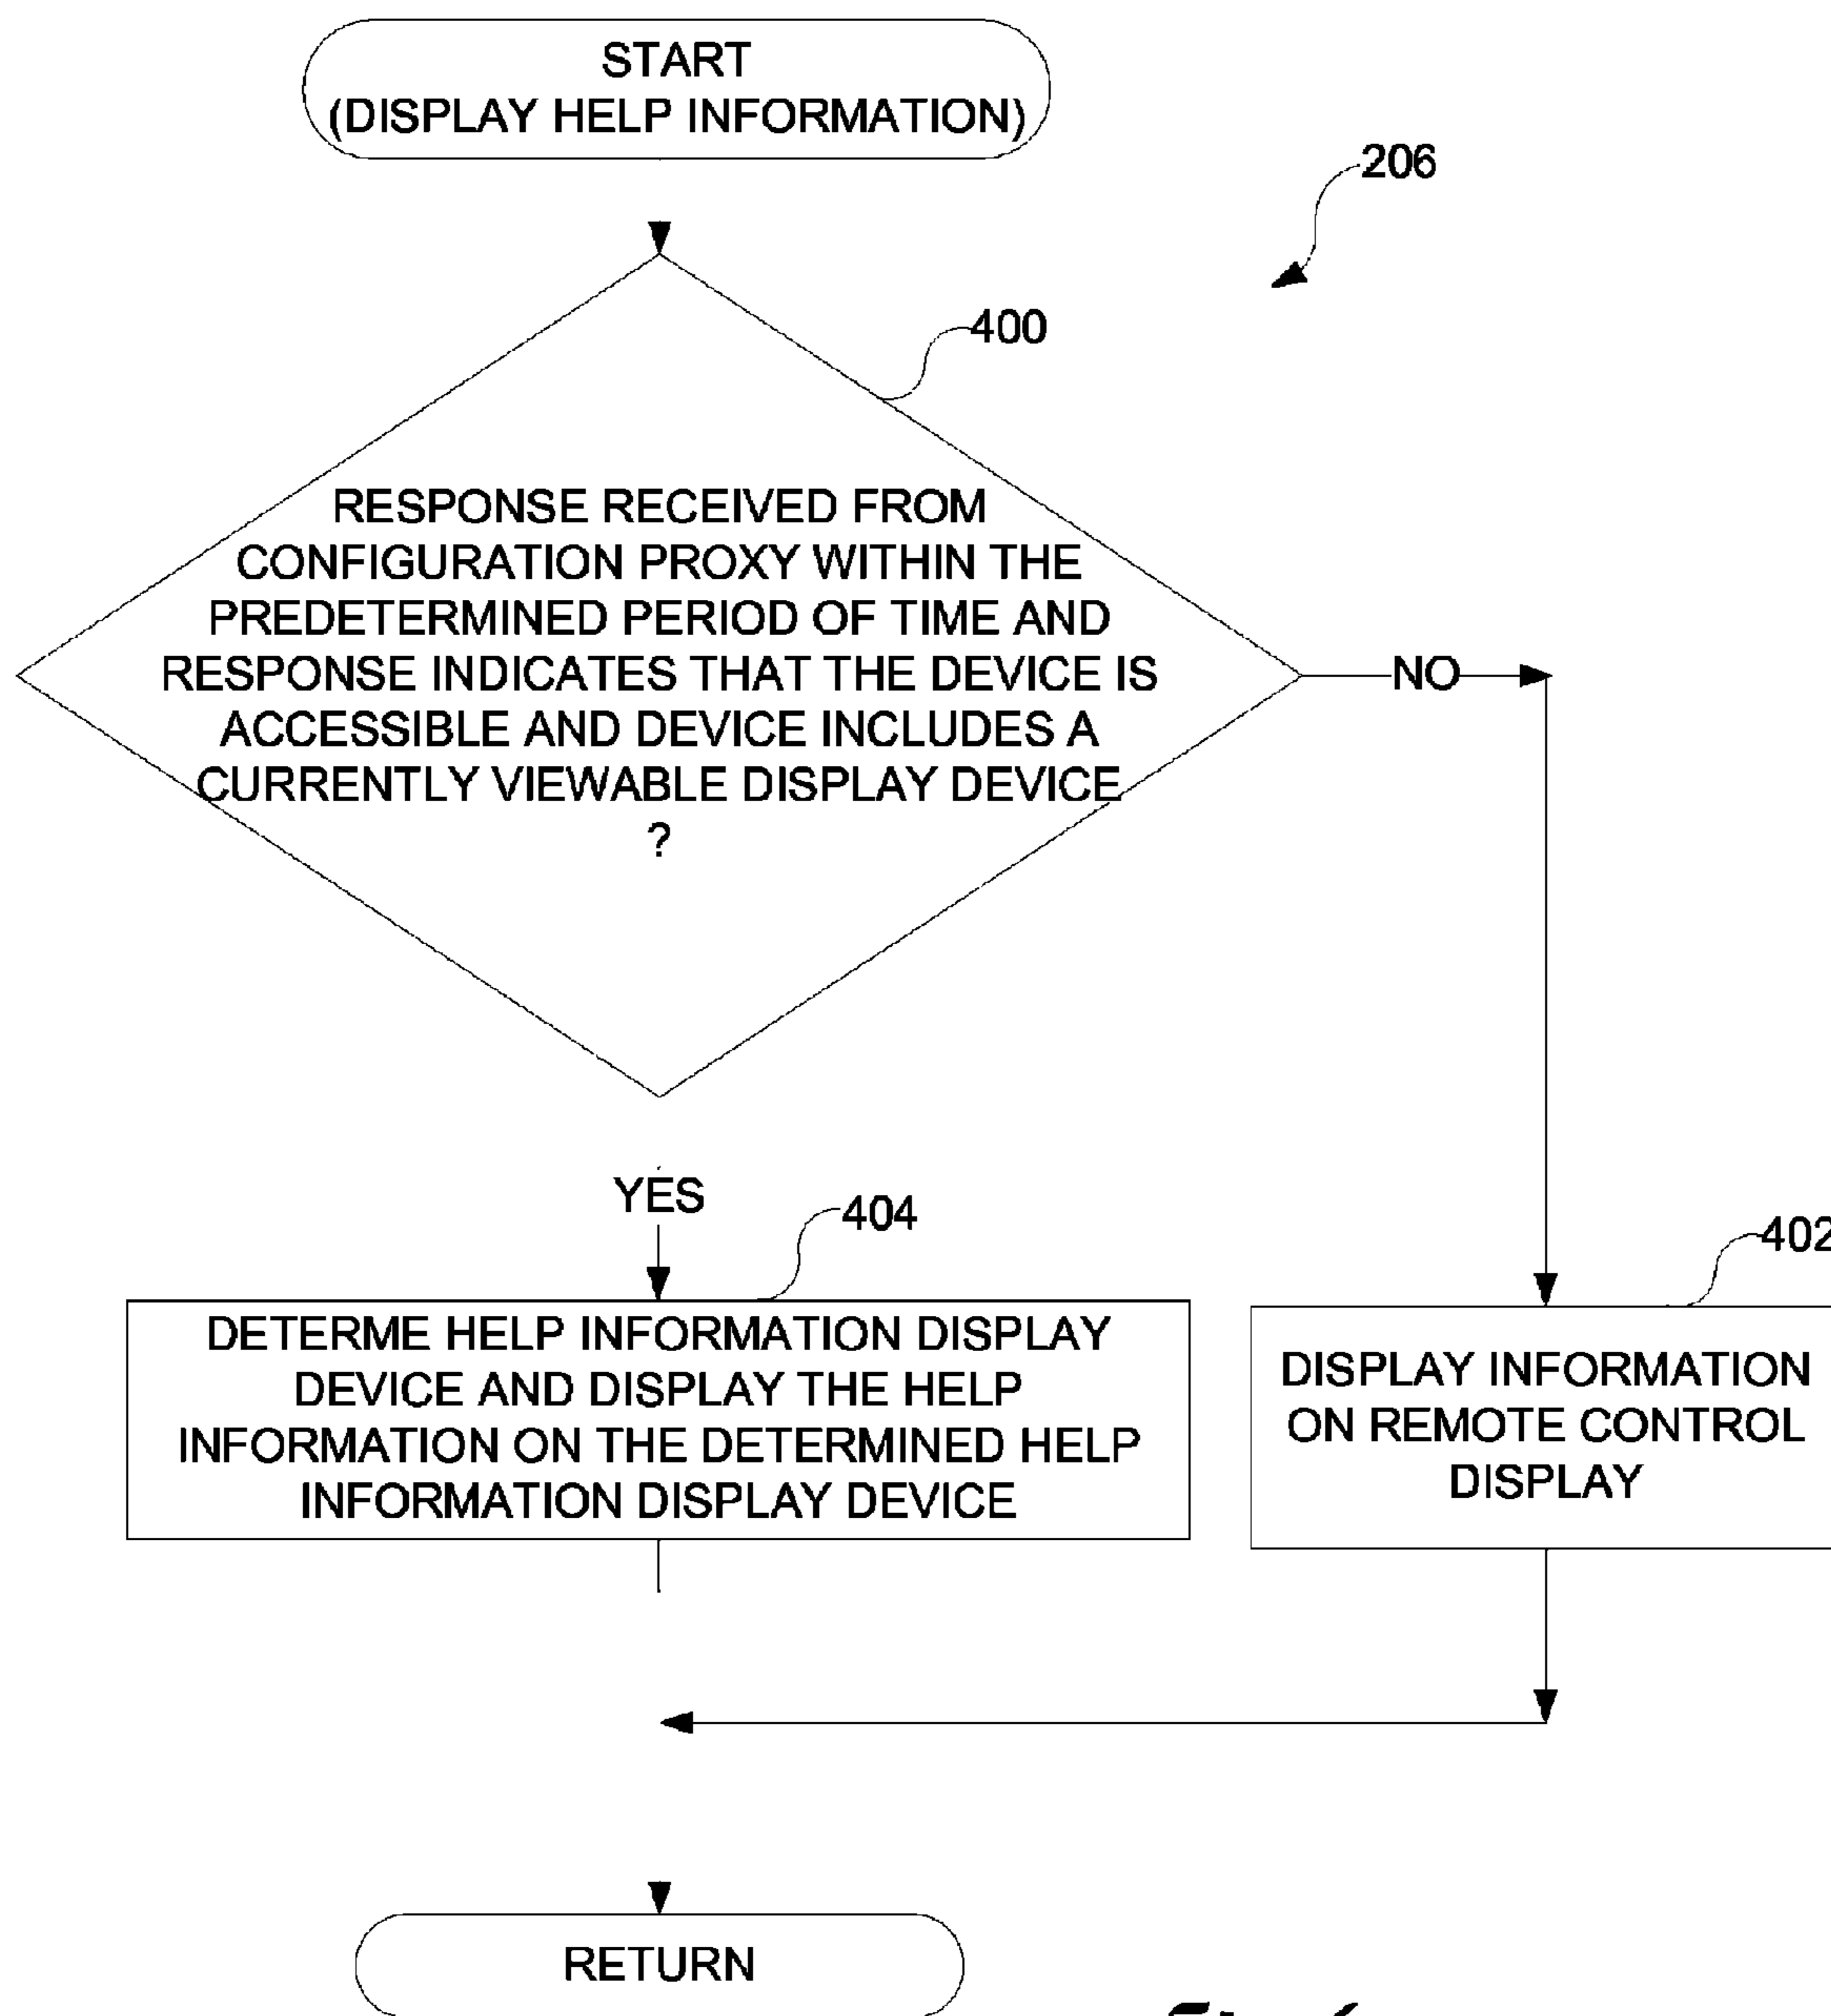 START
(DISPLAY HELP INFORMATION)
206
400
RESPONSE RECEIVED FROM
CONFIGURATION PROXY WITHIN THE
PREDETERMINED PERIOD OF TIME AND
RESPONSE INDICATES THAT THE DEVICE IS
ACCESSIBLE AND DEVICE INCLUDES A
CURRENTLY VIEWABLE DISPLAY DEVICE
?
NO
YES
404
402
DETERME HELP INFORMATION DISPLAY
DEVICE AND DISPLAY THE HELP
INFORMATION ON THE DETERMINED HELP
INFORMATION DISPLAY DEVICE
DISPLAY INFORMATION
ON REMOTE CONTROL
DISPLAY
RETURN